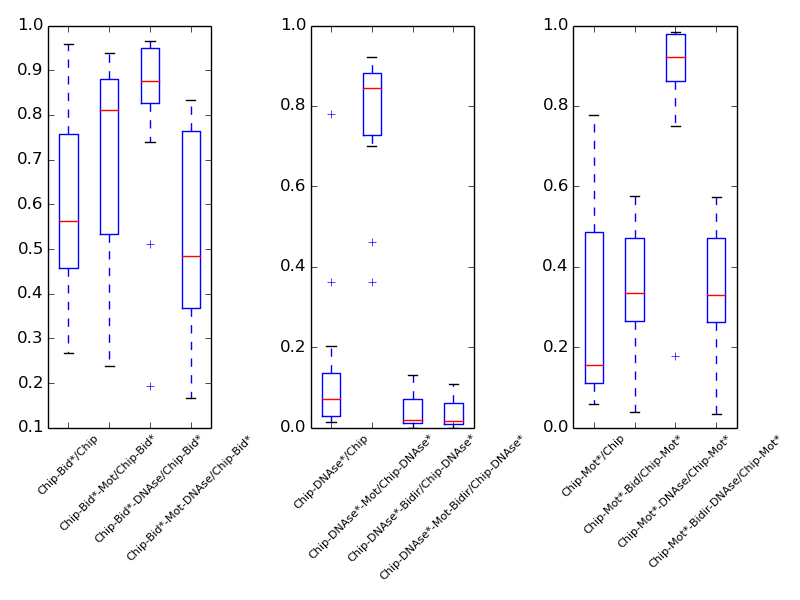 1.0
0.9
0.8
0.7
0.6
0.5
0.4
0.3
0.2
0.1
Chip-Bid*/Chip
Chip-Bid*-Mot/Chip-Bid*
Chip-Bid*-DNAse/Chip-Bid*
Chip-Bid*-Mot-DNAse/Chip-Bid*
1.0
0.8
0.6
0.4
0.2
0.0
Chip-DNAse*/Chip
Chip-DNAse*-Mot/Chip-DNAse*
Chip-DNAse*-Bidir/Chip-DNAse*
Chip-DNAse*-Mot-Bidir/Chip-DNAse*
1.0
0.8
0.6
0.4
0.2
0.0
Chip-Mot*/Chip
Chip-Mot*-Bid/Chip-Mot*
Chip-Mot*-DNAse/Chip-Mot*
Chip-Mot*-Bidir-DNAse/Chip-Mot*